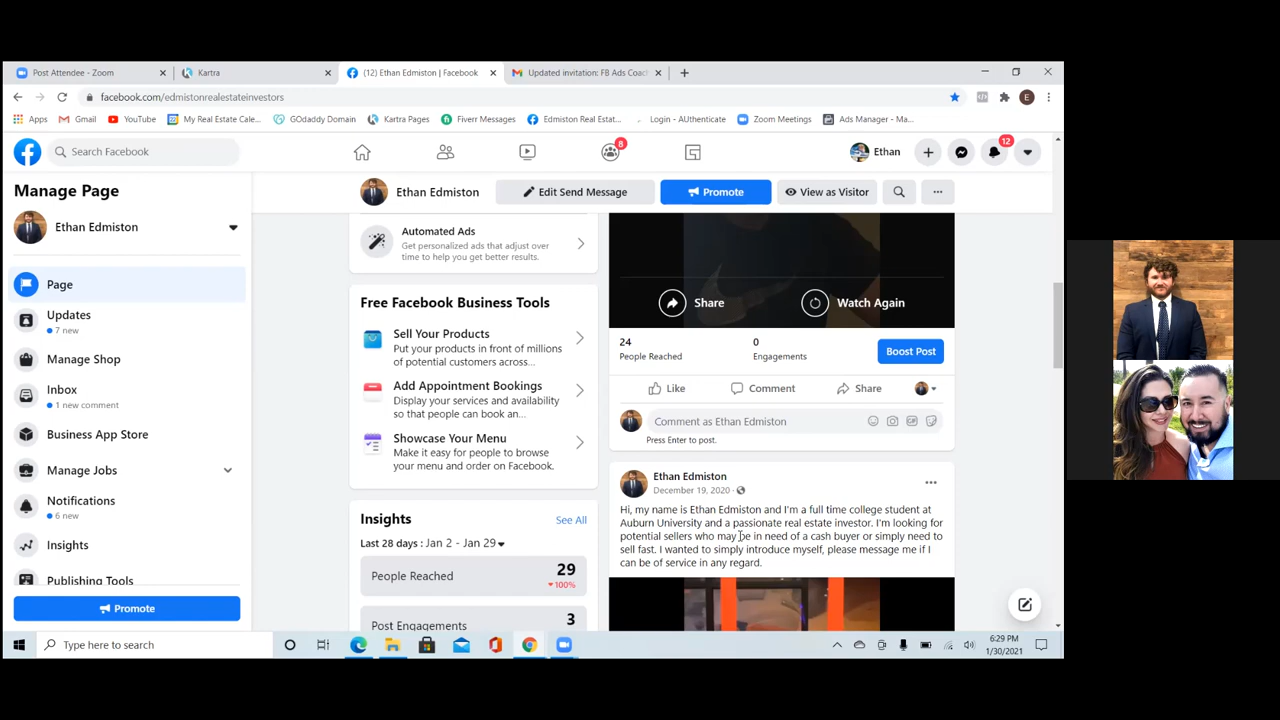 Post Attendee - Zoom
Kartra
(12) Ethan Edmiston | Facebook
Updated invitation: FB Ads Coac
facebook.com/edmistonrealestateinvestors
E
Apps
Gmail
YouTube
My Real Estate Cale...
GOdaddy Domain
Kartra Pages
Fiverr Messages
Edmiston Real Estat...
Login - AUthenticate
Zoom Meetings
Ads Manager - Ma...
Search Facebook
8
Ethan
12
Manage Page
Ethan Edmiston
Edit Send Message
Promote
View as Visitor
Ethan Edmiston
Page
Updates
7 new
Manage Shop
Inbox
1 new comment
Business App Store
Manage Jobs
Notifications
6 new
Insights
Publishing Tools
Promote
Automated Ads
Get personalized ads that adjust over
time to help you get better results.
Free Facebook Business Tools
Sell Your Products
Put your products in front of millions
of potential customers across...
Add Appointment Bookings
Display your services and availability
so that people can book an...
Showcase Your Menu
Make it easy for people to browse
your menu and order on Facebook.
Insights
See All
Last 28 days: Jan 2 - Jan 29
People Reached
29
100%
Post Engagements
3
Share
Watch Again
24
People Reached
0
Engagements
Boost Post
Like
Comment
Share
Comment as Ethan Edmiston
GIF
Press Enter to post.
Ethan Edmiston
December 19, 2020
Hi, my name is Ethan Edmiston and I'm a full time college student at
Auburn University and a passionate real estate investor. I'm looking for
potential sellers who may be in need of a cash buyer or simply need to
sell fast. I wanted to simply introduce myself, please message me if I
can be of service in any regard.
Type here to search
6:29 PM
1/30/2021